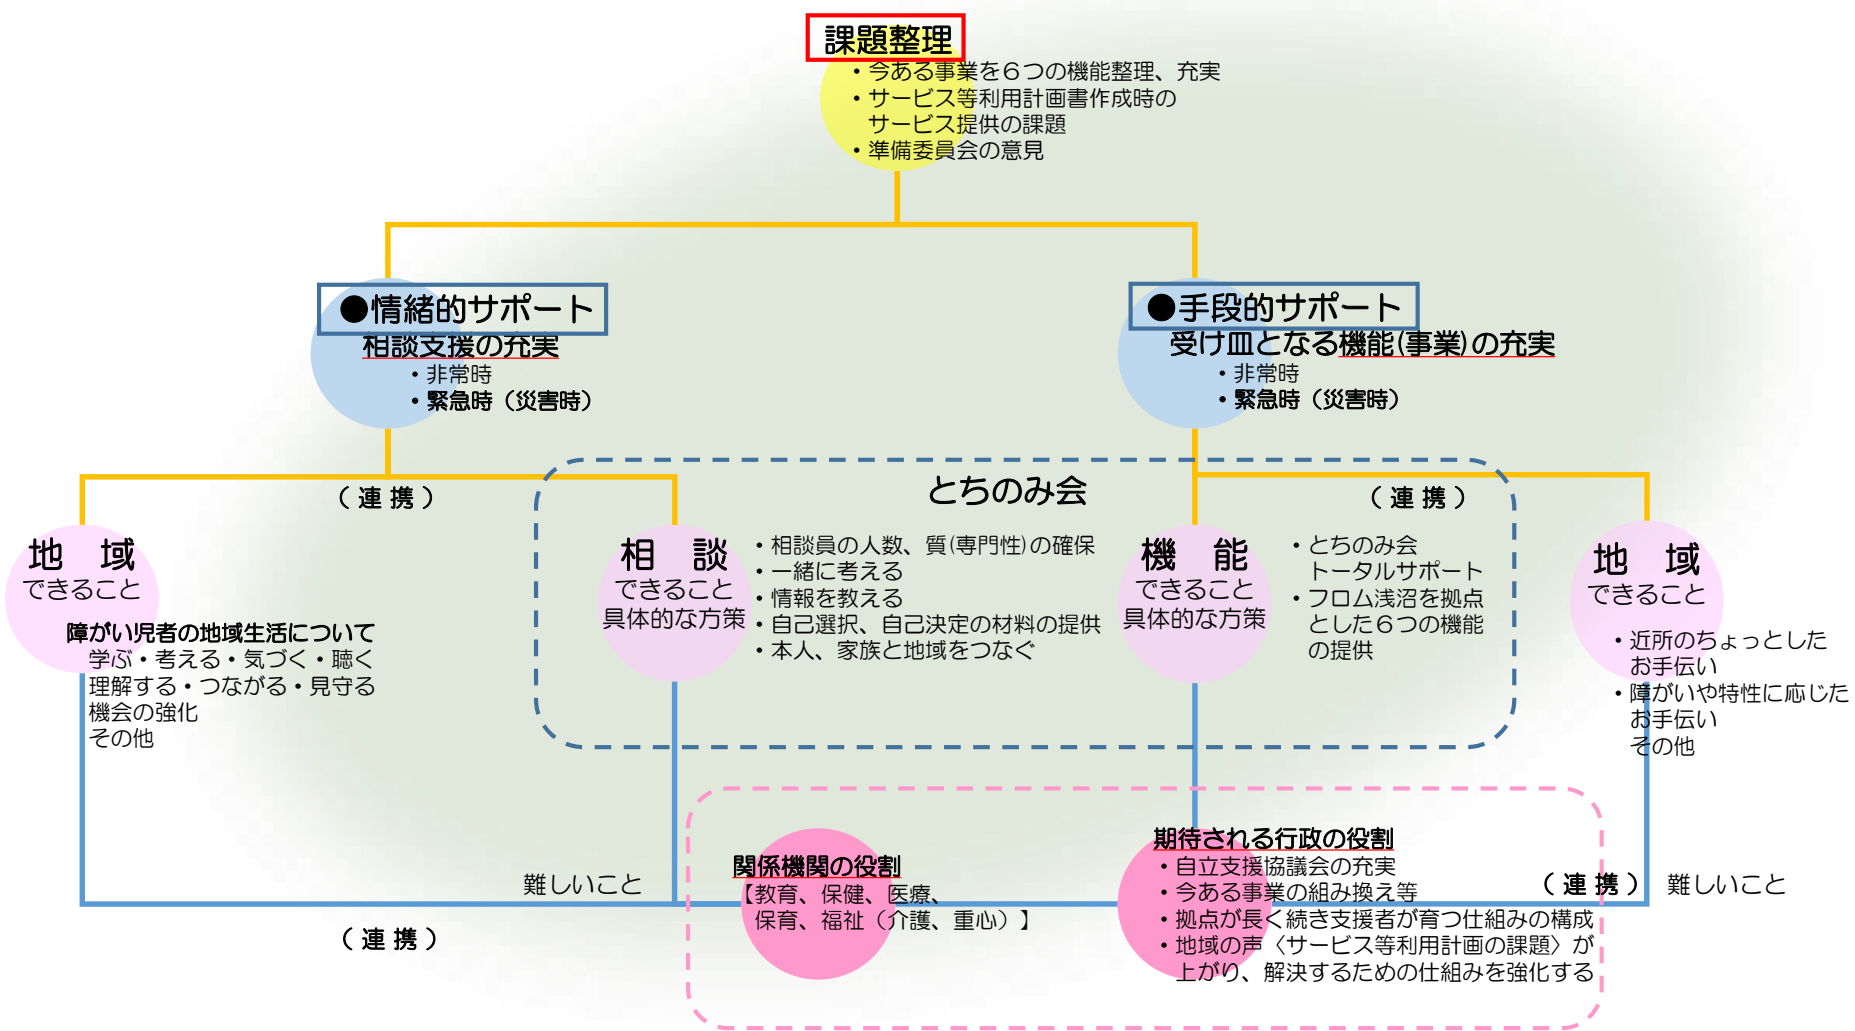 課題整理
・今ある事業を６つの機能整理、充実
・サービス等利用計画書作成時の
サービス提供の課題
・準備委員会の意見
●情緒的サポート
相談支援の充実
・非常時
・緊急時（災害時）
●手段的サポート
受け皿となる機能(事業)の充実
・非常時
・緊急時（災害時）
（連携）
とちのみ会
（連携）
地　域
できること
障がい児者の地域生活について
学ぶ・考える・気づく・聴く
理解する・つながる・見守る
機会の強化
その他
相　談
できること
具体的な方策
・相談員の人数、質(専門性)の確保
・一緒に考える
・情報を教える
・自己選択、自己決定の材料の提供
・本人、家族と地域をつなぐ
機　能
できること
具体的な方策
・とちのみ会
トータルサポート
・フロム浅沼を拠点
とした６つの機能
の提供
地　域
できること
・近所のちょっとした
お手伝い
・障がいや特性に応じた
お手伝い
その他
難しいこと
（連携）
関係機関の役割
【教育、保健、医療、
保育、福祉（介護、重心）】
期待される行政の役割
・自立支援協議会の充実
・今ある事業の組み換え等
・拠点が長く続き支援者が育つ仕組みの構成
・地域の声〈サービス等利用計画の課題〉が
上がり、解決するための仕組みを強化する
（連携）
難しいこと